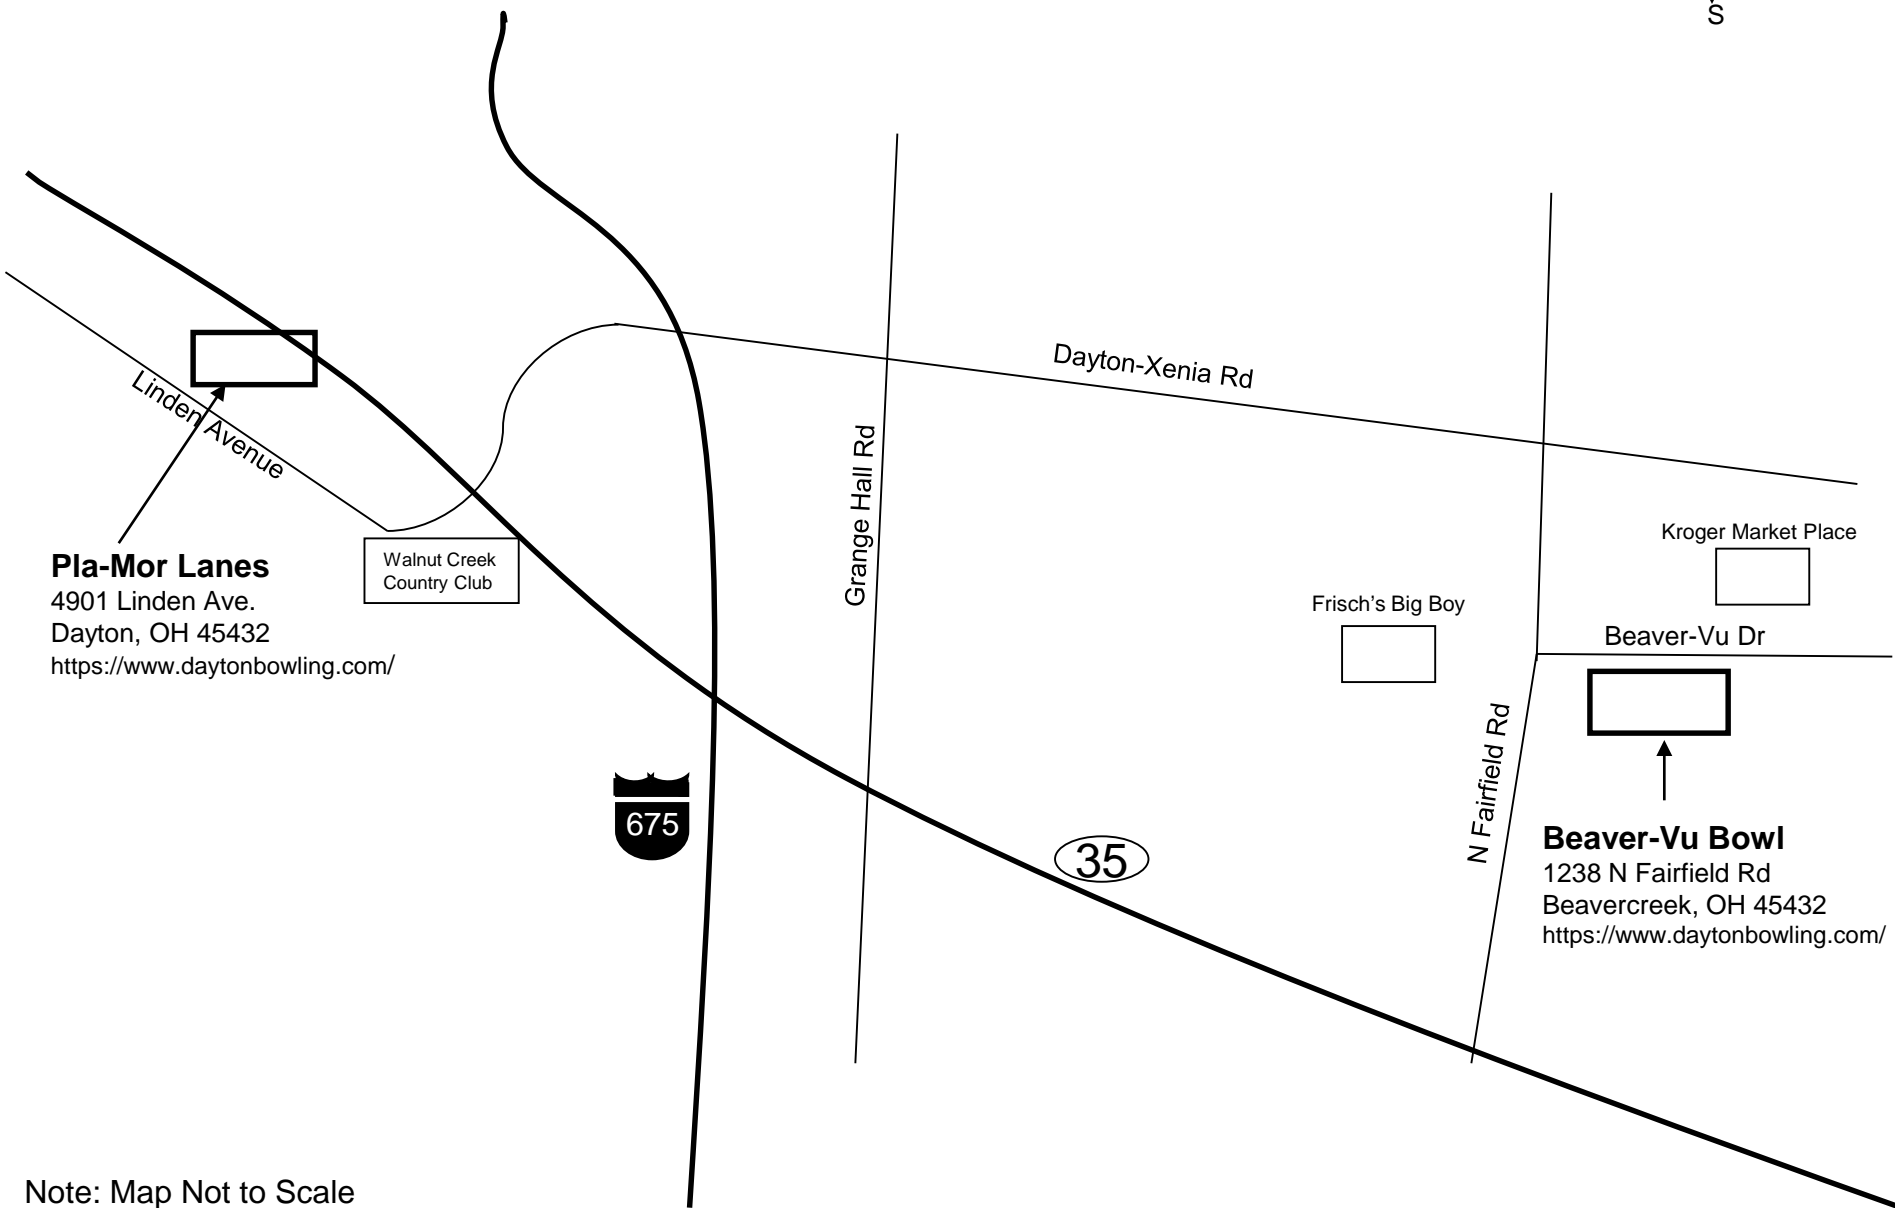 S
Dayton-Xenia Rd
Linden Avenue
Grange Hall Rd
Kroger Market Place
Pla-Mor Lanes
4901 Linden Ave.
Dayton, OH 45432
https://www.daytonbowling.com/
Walnut Creek
Country Club
Frisch’s Big Boy
Beaver-Vu Dr
N Fairfield Rd
675
35
Beaver-Vu Bowl
1238 N Fairfield Rd
Beavercreek, OH 45432
https://www.daytonbowling.com/
Note: Map Not to Scale